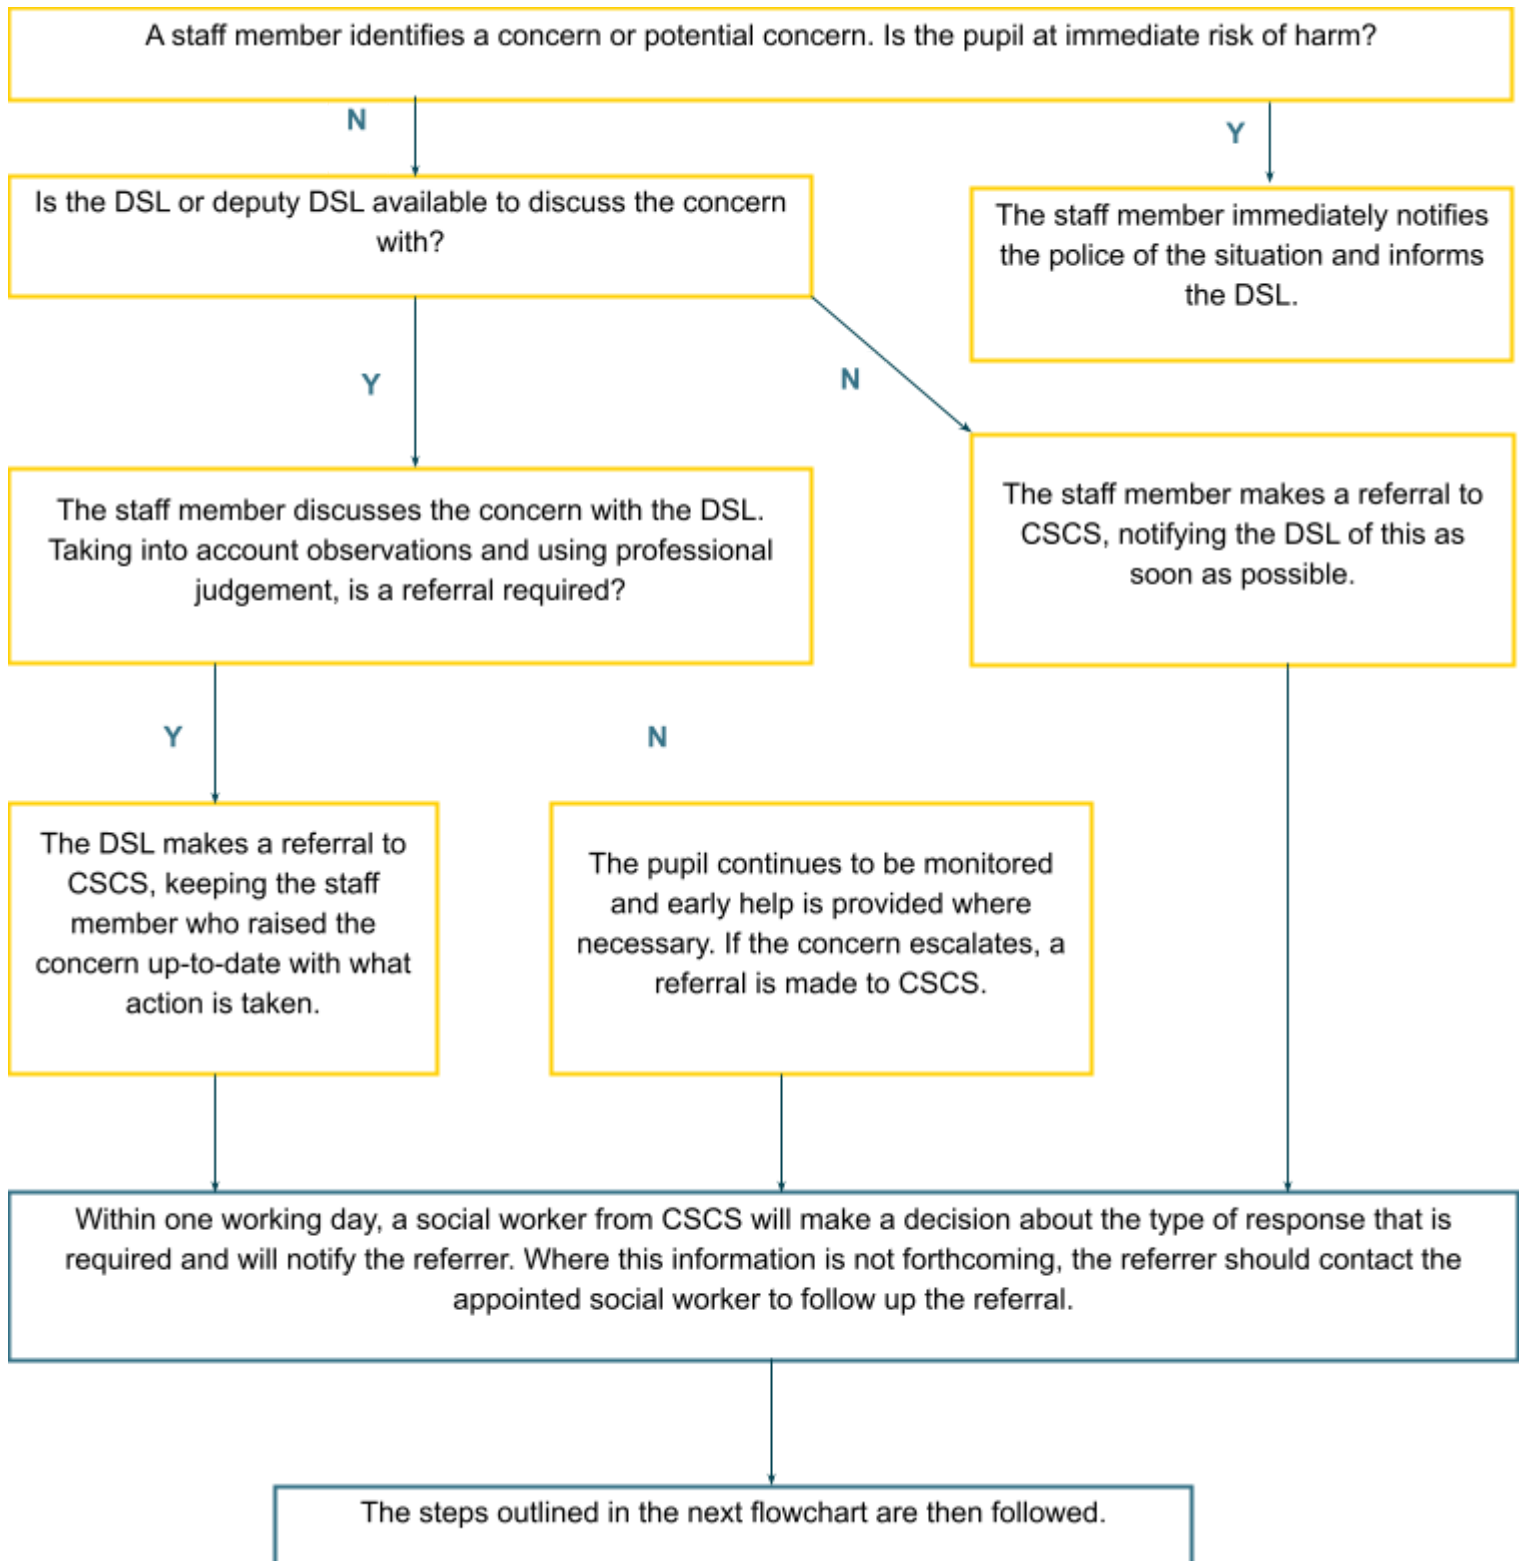 A staff member identifies a concern or potential concern. Is the pupil at immediate risk of harm?
N
Y
Is the DSL or deputy DSL available to discuss the concern
with?
The staff member immediately notifies
the police of the situation and informs
the DSL.
Y
N
The staff member discusses the concern with the DSL.
Taking into account observations and using professional
judgement, is a referral required?
The staff member makes a referral to
CSCS, notifying the DSL of this as
soon as possible.
Y
N
The DSL makes a referral to
CSCS, keeping the staff
member who raised the
concern up-to-date with what
action is taken.
The pupil continues to be monitored
and early help is provided where
necessary. If the concern escalates, a
referral is made to CSCS.
Within one working day, a social worker from CSCS will make a decision about the type of response that is
required and will notify the referrer. Where this information is not forthcoming, the referrer should contact the
appointed social worker to follow up the referral.
The steps outlined in the next flowchart are then followed.